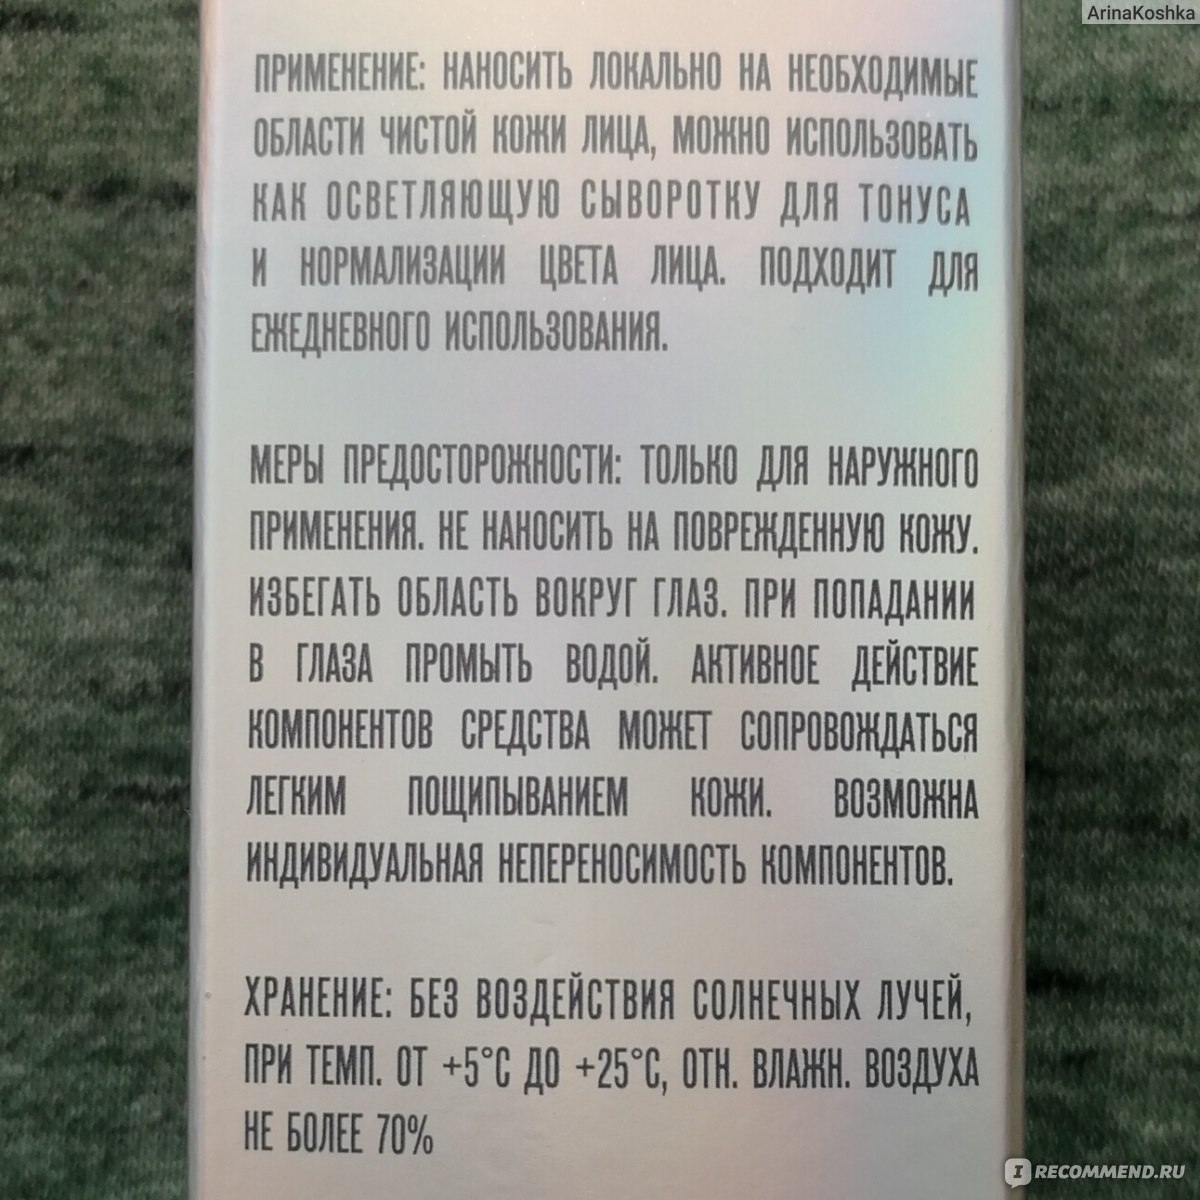 ArinaKoshka
ПРИМЕНЕНИЕ: НАНОСИТЬ ЛОКАЛЬНО НА НЕОБХОДИМЫЕ
ОБЛАСТИ ЧИСТОЙ КОЖИ ЛИЦА, МОЖНО ИСПОЛЬЗОВАТЬ
КАК ОСВЕТЛЯЮЩУЮ СЫВОРОТКУ ДЛЯ ТОНУСА
И НОРМАЛИЗАЦИИ ЦВЕТА ЛИЦА. ПОДХОДИТ ДЛЯ
ЕЖЕДНЕВНОГО ИСПОЛЬЗОВАНИЯ.
МЕРЫ ПРЕДОСТОРОЖНОСТИ: ТОЛЬКО ДЛЯ НАРУЖНОГО
ПРИМЕНЕНИЯ. НЕ НАНОСИТЬ НА ПОВРЕЖДЕННУЮ КОЖУ.
ИЗБЕГАТЬ ОБЛАСТЬ ВОКРУГ ГЛАЗ. ПРИ ПОПАДАНИИ
В ГЛАЗА ПРОМЫТЬ ВОДОЙ. АКТИВНОЕ ДЕЙСТВИЕ
КОМПОНЕНТОВ СРЕДСТВА МОЖЕТ СОПРОВОЖДАТЬСЯ
ЛЕГКИМ ПОЩИПЫВАНИЕМ КОЖИ. ВОЗМОЖНА
ИНДИВИДУАЛЬНАЯ НЕПЕРЕНОСИМОСТЬ КОМПОНЕНТОВ.
ХРАНЕНИЕ: БЕЗ ВОЗДЕЙСТВИЯ СОЛНЕЧНЫХ ЛУЧЕЙ,
ПРИ ТЕМП. ОТ +5°С ДО +25°С, ОТН. ВЛАЖН. ВОЗДУХА
НЕ БОЛЕЕ 70%
IRECOMMEND.RU